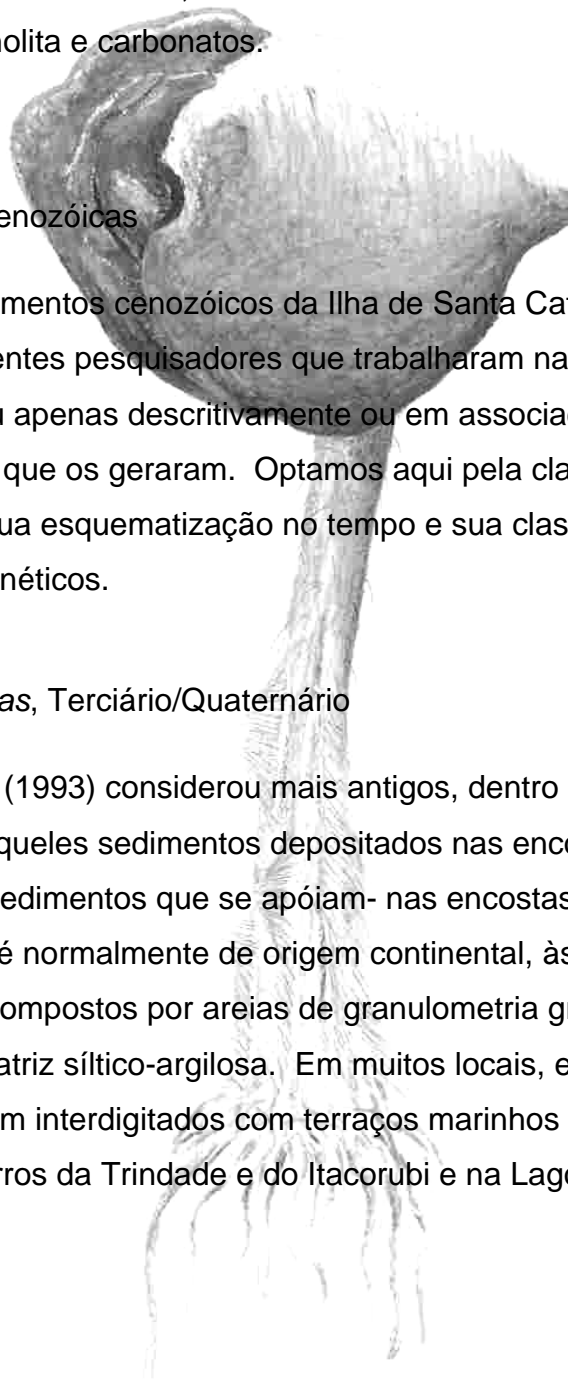 olita e carbonatos.
enozóicas
mentos cenozóicos da Ilha de Santa Cat
entes pesquisadores que trabalharam na
apenas descritivamente ou em associa
que os geraram. Optamos aqui pela cla
ua esquematização no tempo e sua clas
néticos.
as, Terciário/Quaternário
(1993) considerou mais antigos, dentro
queles sedimentos depositados nas enco
edimentos que se apóiam- nas encostas
é normalmente de origem continental, às
ompostos por areias de granulometria gr
atriz síltico-argilosa. Em muitos locais, e
m interdigitados com terraços marinhos
rros da Trindade e do Itacorubi e na Lago